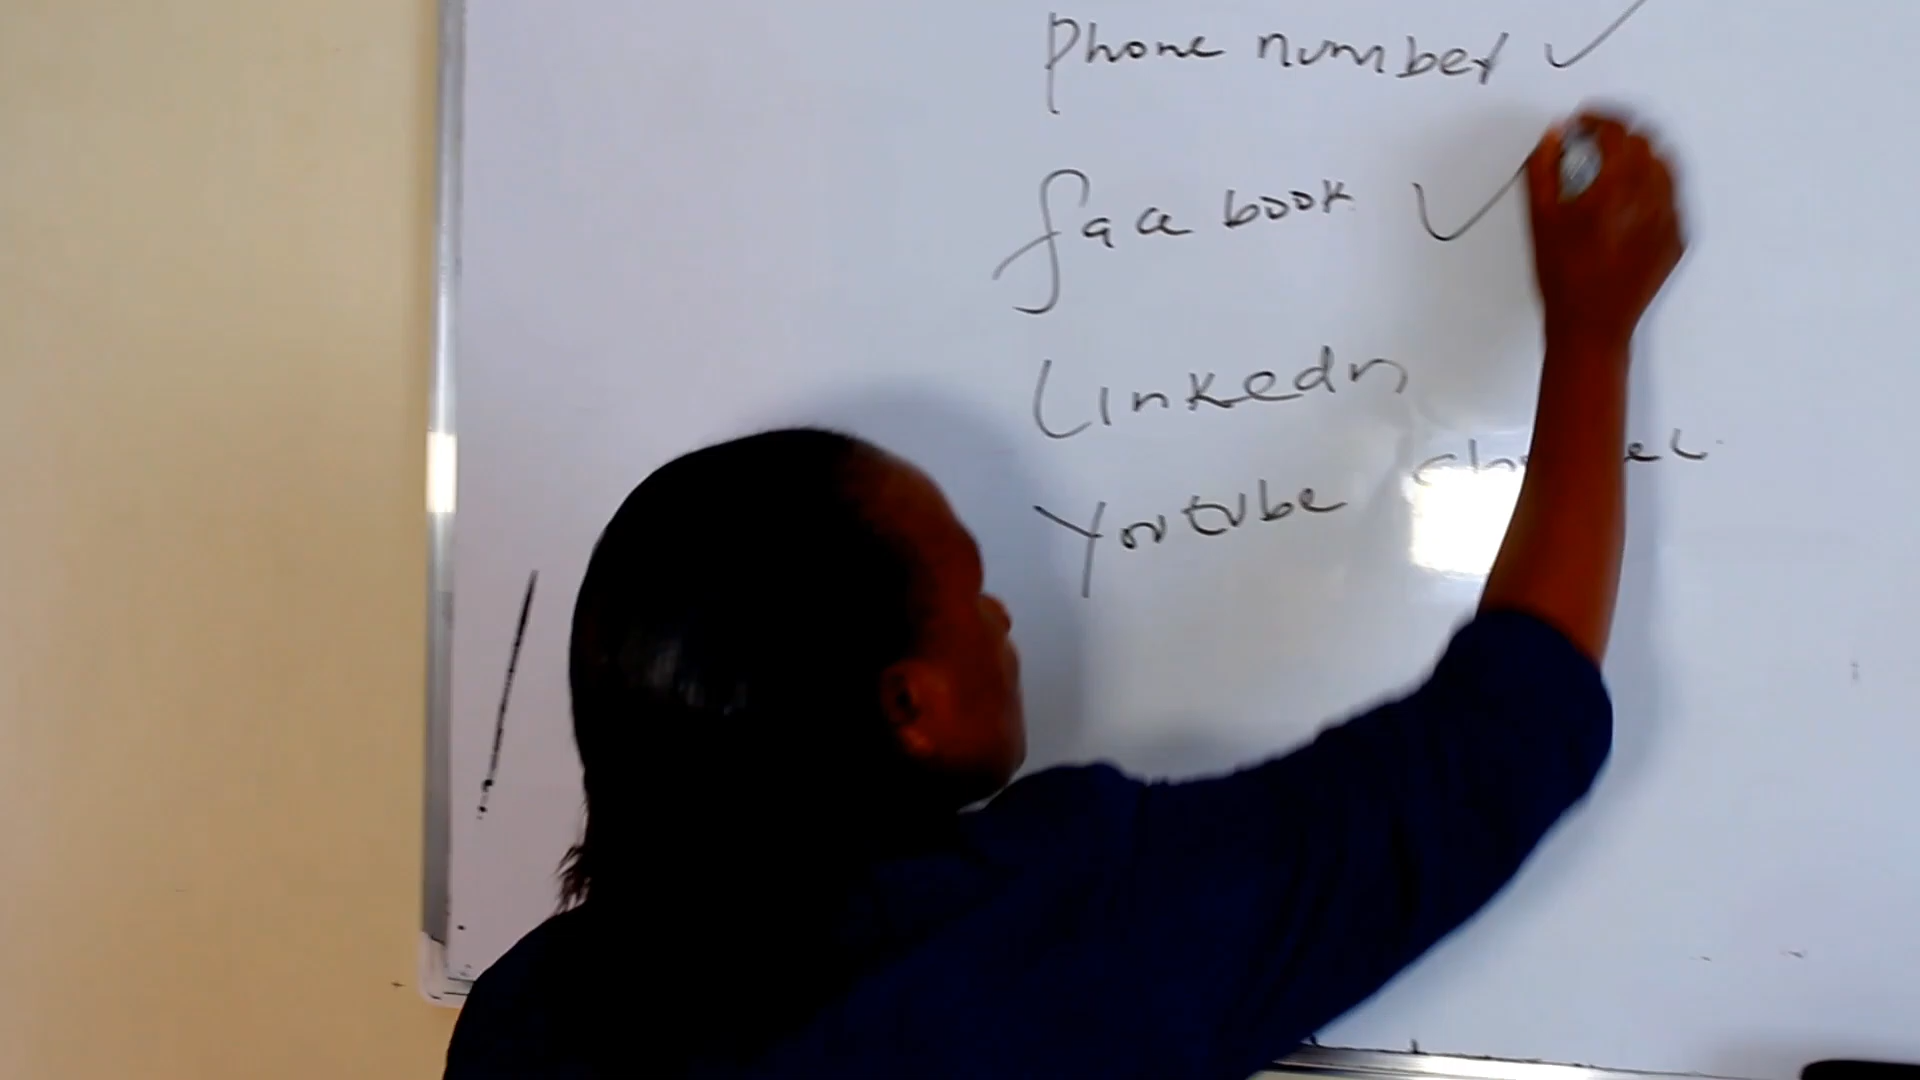 Phone number ✓
facebook ✓
Linkedn
Youtube